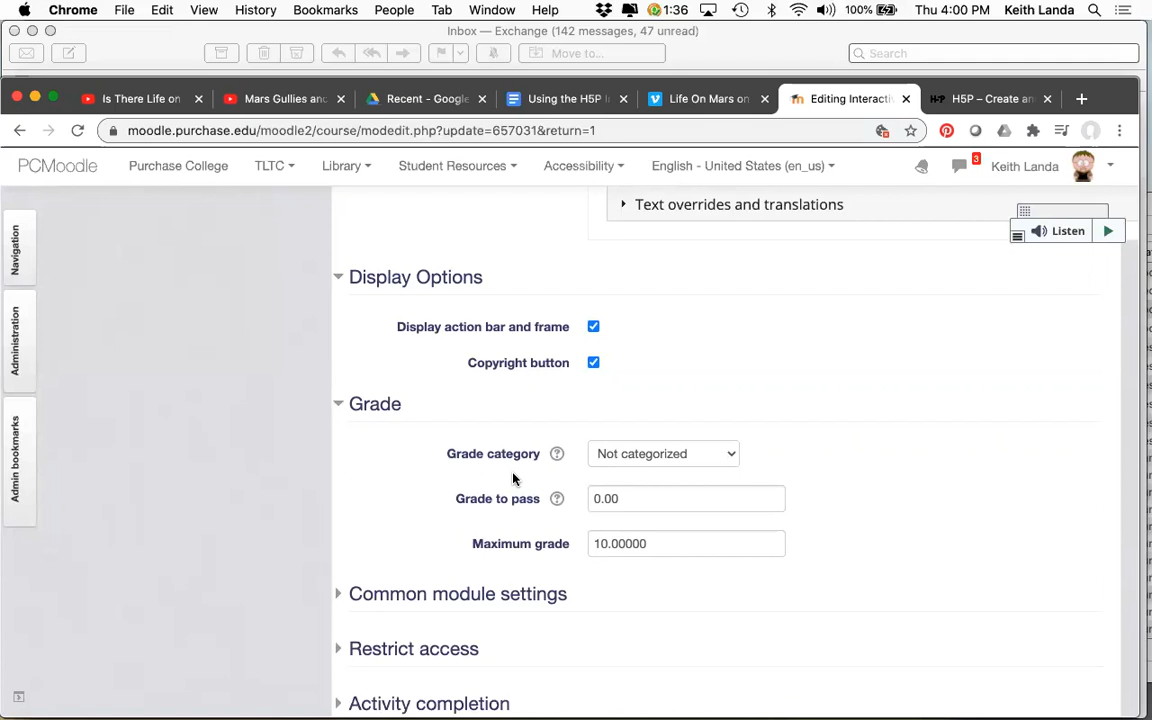 Chrome File Edit View History Bookmarks People Tab Window Help 1:36 100% Thu 4:00 PM Keith Landa
Inbox — Exchange (142 messages, 47 unread)
Move to... Search
Is There Life on Mars Gullies and Recent - Google Using the H5P I Life On Mars on Editing Interacti H5P – Create an
moodle.purchase.edu/moodle2/course/modedit.php?update=657031&return=1
PCMoodle Purchase College TLTC Library Student Resources Accessibility English - United States (en_us) 3 Keith Landa
Text overrides and translations
Listen
Navigation
Administration
Admin bookmarks
Display Options
Display action bar and frame
Copyright button
Grade
Grade category ? Not categorized
Grade to pass ? 0.00
Maximum grade 10.00000
Common module settings
Restrict access
Activity completion